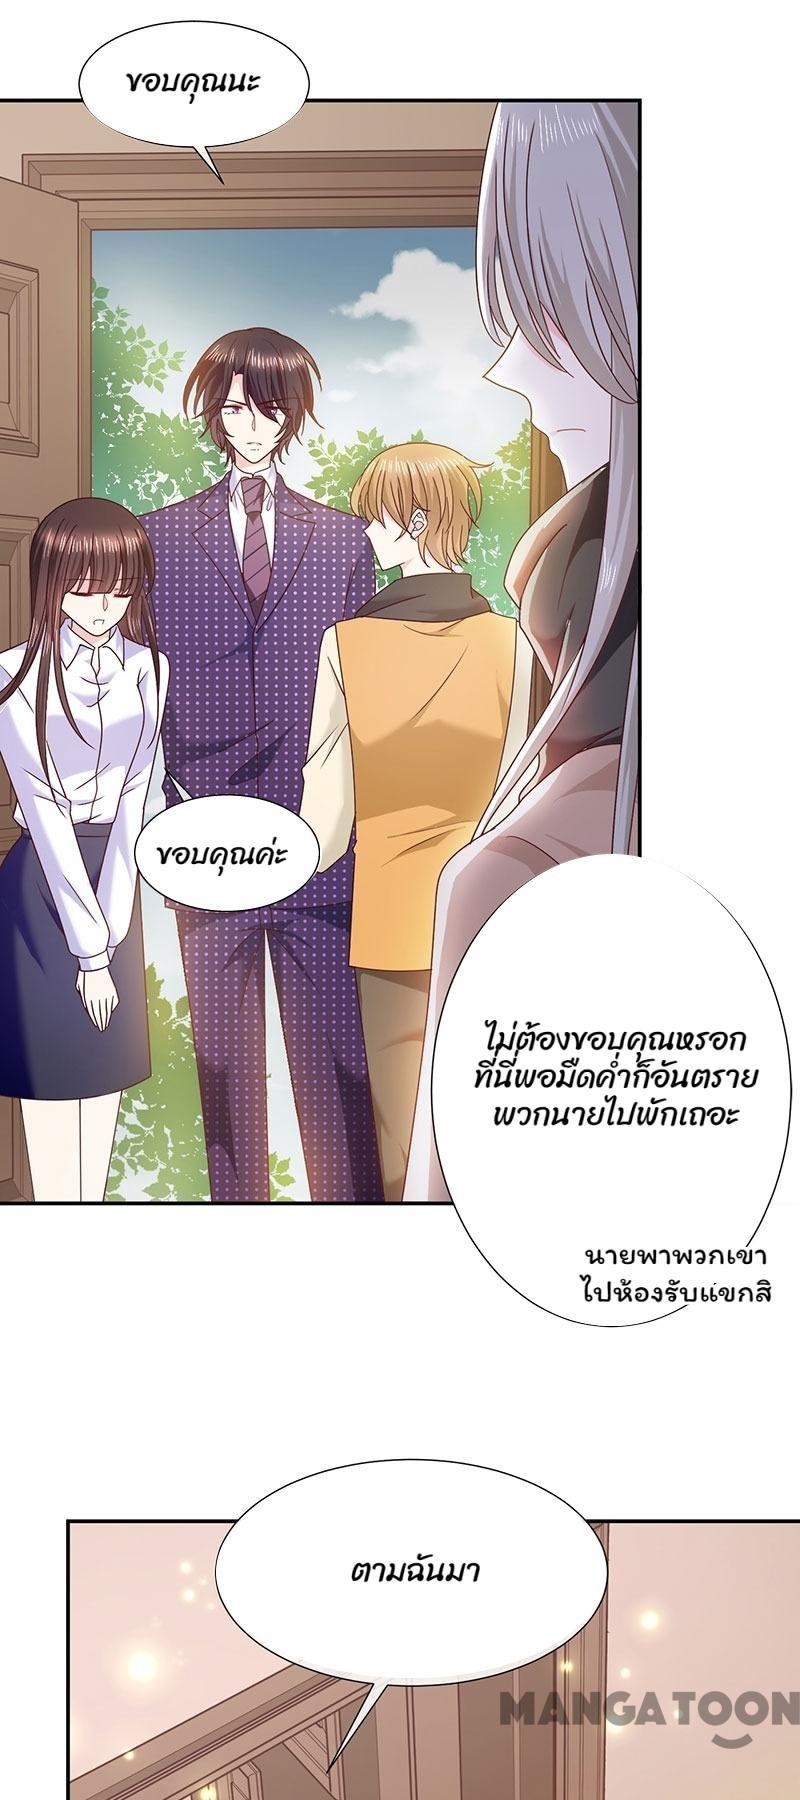 ขอบคุณนะ
ขอบคุณค่ะ
ไม่ต้องขอบคุณหรอก
ที่นี่พอมืดค่ำก็อันตราย
พวกนายไปพักเถอะ
นายพาพวกเขา
ไปห้องรับแขกสิ
ตามฉันมา
MANGATOON